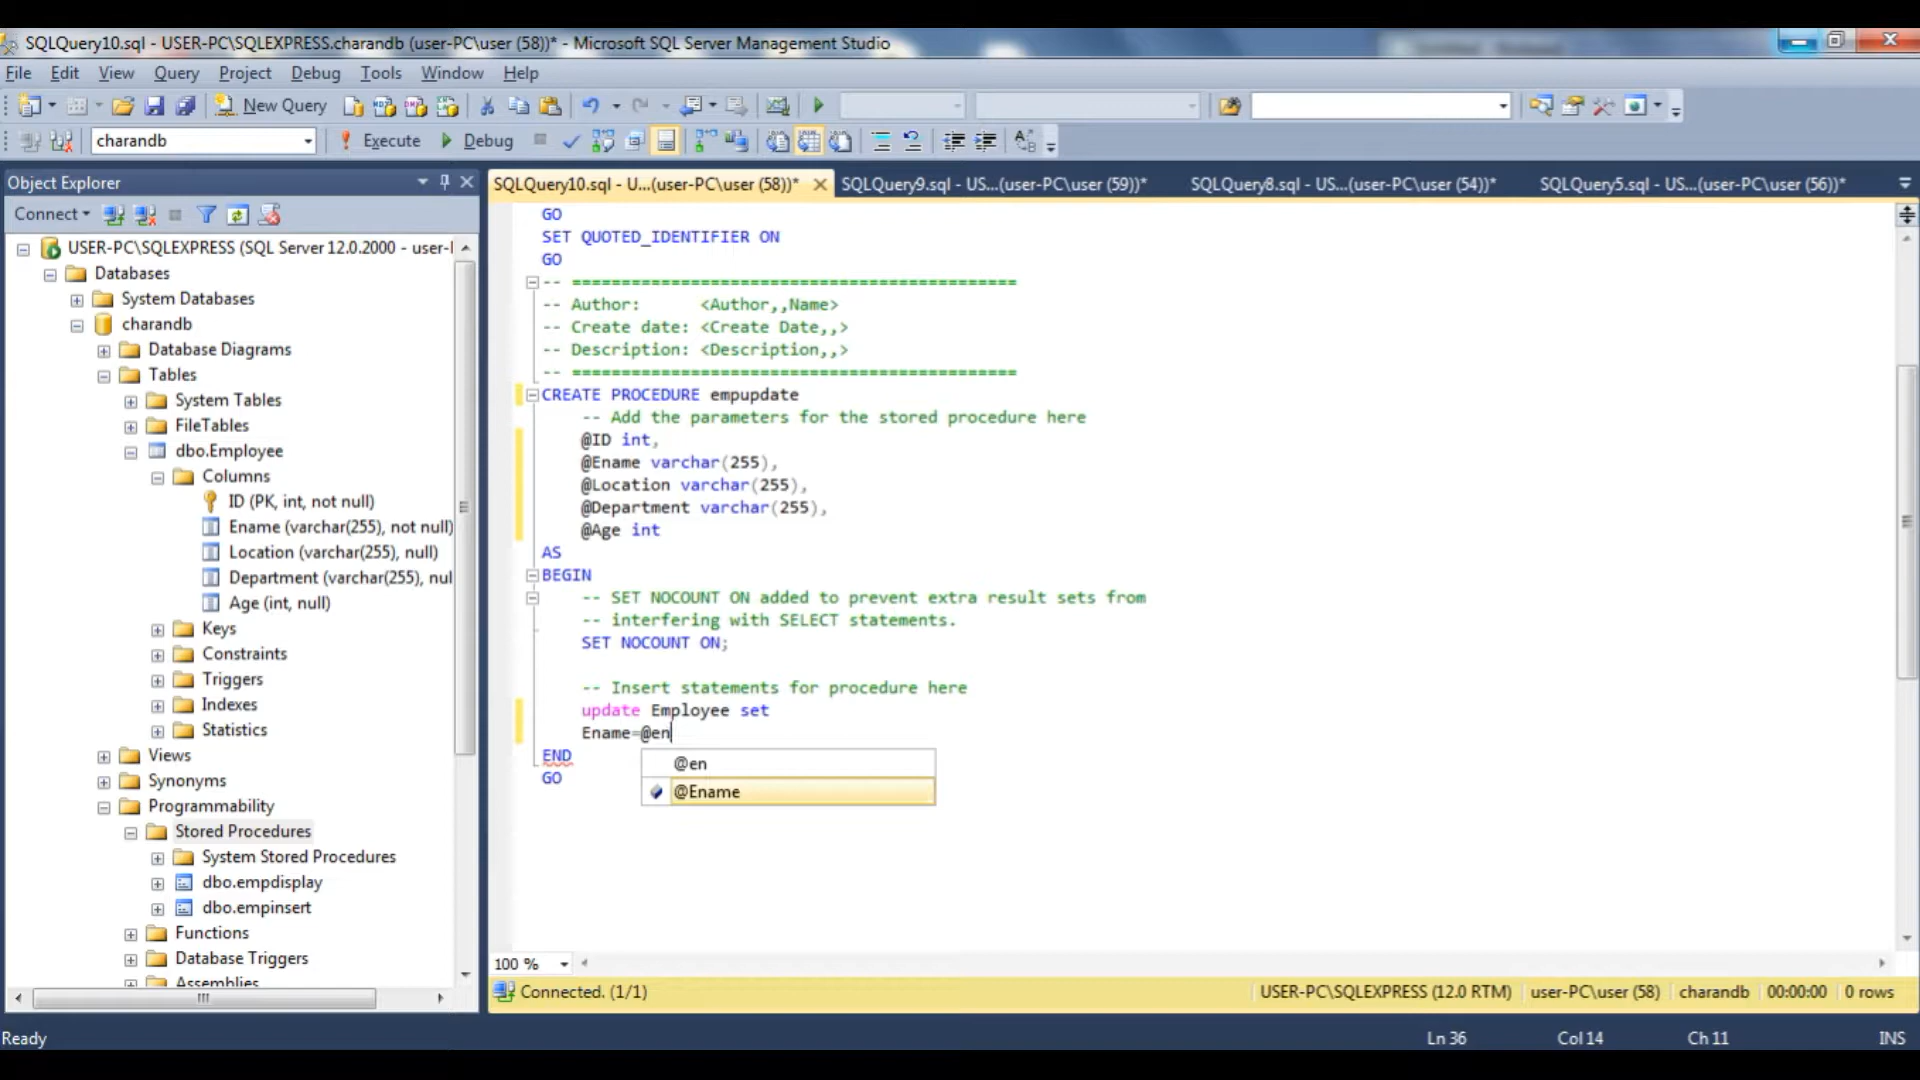 SQLQuery10.sql - USER-PC\SQLEXPRESS.charandb (user-PC\user (58))* - Microsoft SQL Server Management Studio
File Edit View Query Project Debug Tools Window Help
New Query
charandb Execute Debug
Object Explorer
SQLQuery10.sql - U...(user-PC\user (58))* SQLQuery9.sql - US...(user-PC\user (59))* SQLQuery8.sql - US...(user-PC\user (54))* SQLQuery5.sql - US...(user-PC\user (56))*
Connect
USER-PC\SQLEXPRESS (SQL Server 12.0.2000 - user-I
Databases
System Databases
charandb
Database Diagrams
Tables
System Tables
FileTables
dbo.Employee
Columns
ID (PK, int, not null)
Ename (varchar(255), not null)
Location (varchar(255), null)
Department (varchar(255), nul
Age (int, null)
Keys
Constraints
Triggers
Indexes
Statistics
Views
Synonyms
Programmability
Stored Procedures
System Stored Procedures
dbo.empdisplay
dbo.empinsert
Functions
Database Triggers
Assemblies
GO
SET QUOTED_IDENTIFIER ON
GO
-- =============================================
-- Author: <Author,,Name>
-- Create date: <Create Date,,>
-- Description: <Description,,>
-- =============================================
CREATE PROCEDURE empupdate
-- Add the parameters for the stored procedure here
@ID int,
@Ename varchar(255),
@Location varchar(255),
@Department varchar(255),
@Age int
AS
BEGIN
-- SET NOCOUNT ON added to prevent extra result sets from
-- interfering with SELECT statements.
SET NOCOUNT ON;
-- Insert statements for procedure here
update Employee set
Ename=@en
END
GO
@en
@Ename
100 %
Connected. (1/1) USER-PC\SQLEXPRESS (12.0 RTM) user-PC\user (58) charandb 00:00:00 0 rows
Ready Ln 36 Col 14 Ch 11 INS